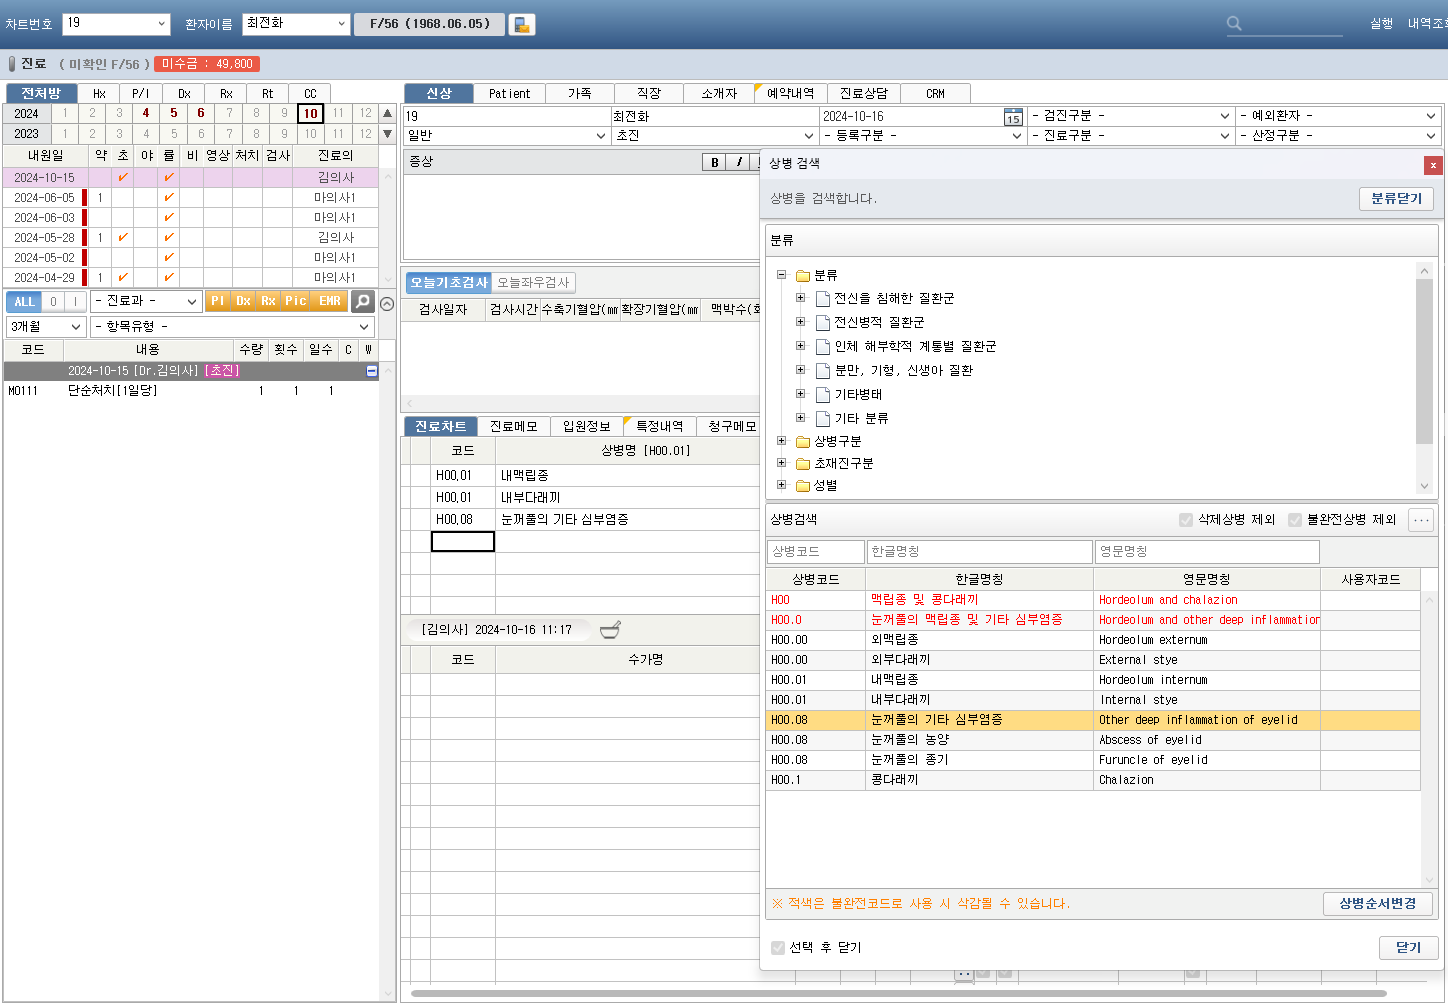 차트번호 19 환자이름 최전화 F/56 (1968.06.05) 실행
진료 ( 미확인 F/56 ) 미수금 : 49,800
전처방 Hx P/I Dx Rx Rt CC
2024 1 2 3 4 5 6 7 8 9 10 11 12
2023 1 2 3 4 5 6 7 8 9 10 11 12
내원일 약 초 야 률 비 영상 처치 검사 진료의
2024-10-15 김의사
2024-06-05 1 마의사1
2024-06-03 마의사1
2024-05-28 1 김의사
2024-05-02 마의사1
2024-04-29 1 마의사1
ALL O I - 진료과 - PI Dx Rx Pic EMR
3개월 - 항목유형 -
코드 내용 수량 횟수 일수 C W
2024-10-15 [Dr.김의사] [초진]
M0111 단순처치[1일당] 1 1 1
신상 Patient 가족 직장 소개자 예약내역 진료상담 CRM
19 최전화 2024-10-16 15 - 검진구분 - - 예외환자 -
일반 초진 - 등록구분 - - 진료구분 - - 산정구분 -
증상 B I
오늘기초검사 오늘좌우검사
검사일자 검사시간 수축기혈압(mm 확장기혈압(mm 맥박수(회
진료차트 진료메모 입원정보 특정내역 청구메모
코드 상병명 [H00.01]
H00.01 내맥립종
H00.01 내부다래끼
H00.08 눈꺼풀의 기타 심부염증
[김의사] 2024-10-16 11:17
코드 수가명
상병 검색 x
상병을 검색합니다. 분류닫기
분류
분류
전신을 침해한 질환군
전신병적 질환군
인체 해부학적 계통별 질환군
분만, 기형, 신생아 질환
기타병태
기타 분류
상병구분
초재진구분
성별
상병검색 삭제상병 제외 불완전상병 제외 ...
상병코드 한글명칭 영문명칭
상병코드 한글명칭 영문명칭 사용자코드
H00 맥립종 및 콩다래끼 Hordeolum and chalazion
H00.0 눈꺼풀의 맥립종 및 기타 심부염증 Hordeolum and other deep inflammation
H00.00 외맥립종 Hordeolum externum
H00.00 외부다래끼 External stye
H00.01 내맥립종 Hordeolum internum
H00.01 내부다래끼 Internal stye
H00.08 눈꺼풀의 기타 심부염증 Other deep inflammation of eyelid
H00.08 눈꺼풀의 농양 Abscess of eyelid
H00.08 눈꺼풀의 종기 Furuncle of eyelid
H00.1 콩다래끼 Chalazion
※ 적색은 불완전코드로 사용 시 삭감될 수 있습니다. 상병순서변경
선택 후 닫기 닫기